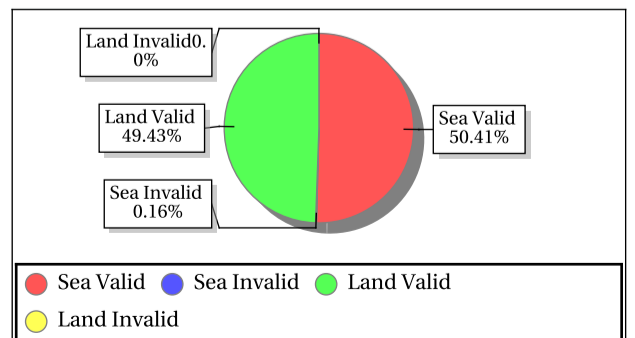 Land Invalid0.
0%
Land Valid
49.43%
Sea Invalid
0.16%
Sea Valid
50.41%
Sea Valid Sea Invalid Land Valid
Land Invalid